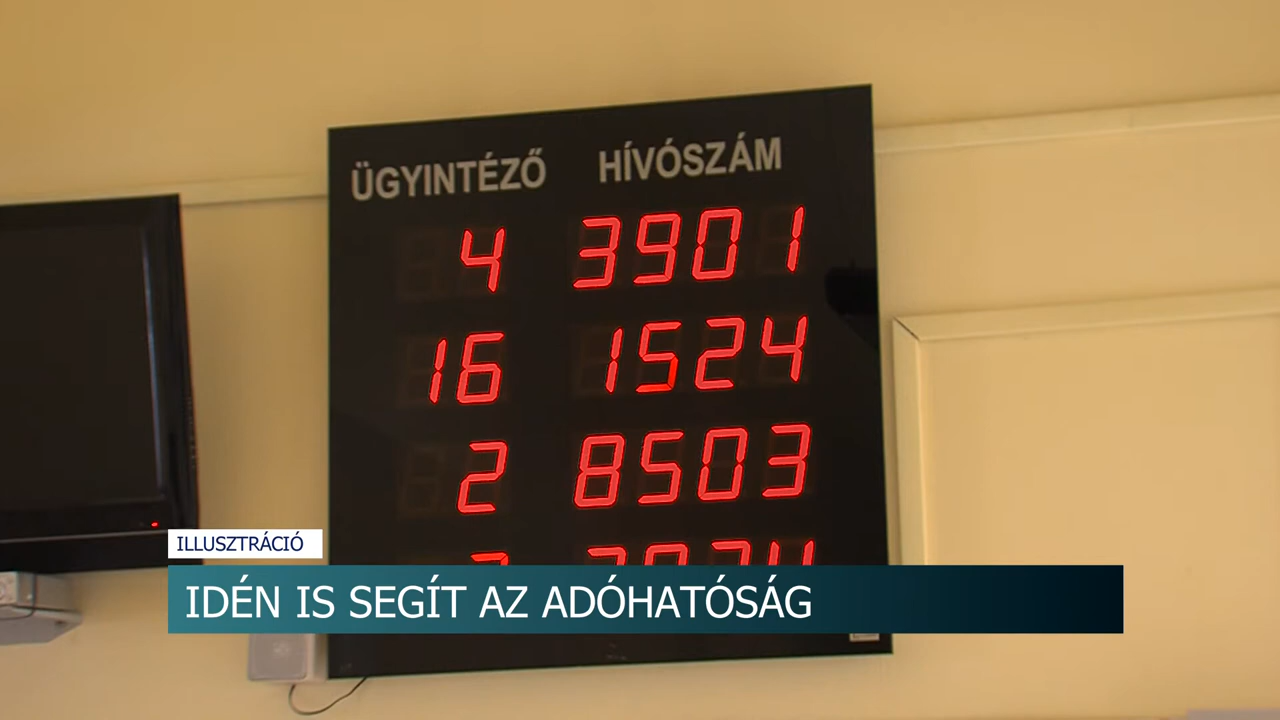 ÜGYINTÉZŐ HÍVÓSZÁM
4 3901
16 1524
2 8503
ILLUSZTRÁCIÓ
IDÉN IS SEGÍT AZ ADÓHATÓSÁG